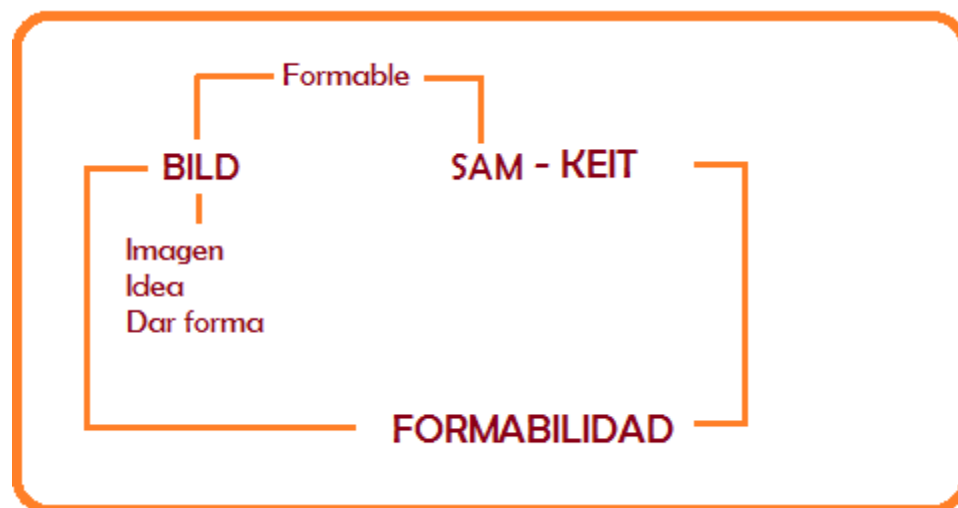 Formable
BILD SAM - KEIT
Imagen
Idea
Dar forma
FORMABILIDAD